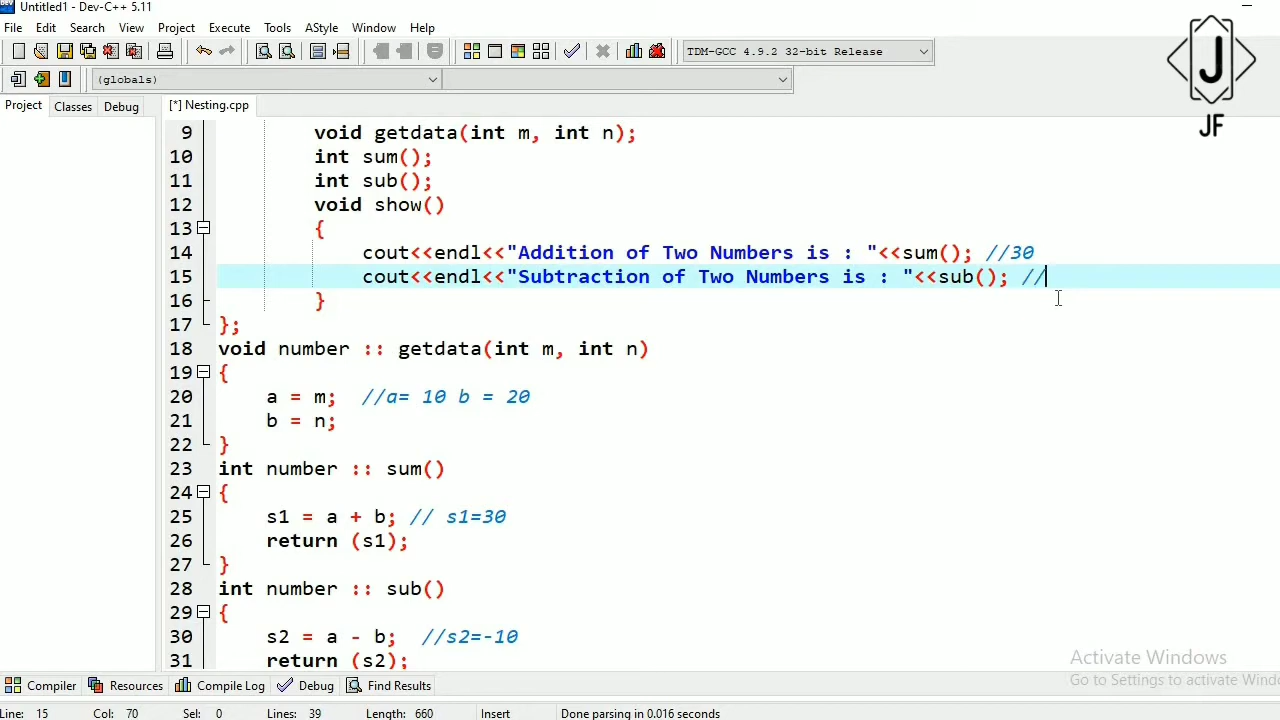 Untitled1 - Dev-C++ 5.11
File Edit Search View Project Execute Tools AStyle Window Help
TDM-GCC 4.9.2 32-bit Release
(globals)
Project Classes Debug [*] Nesting.cpp
J
JF
9 void getdata(int m, int n);
10 int sum();
11 int sub();
12 void show()
13 {
14 cout<<endl<<"Addition of Two Numbers is : "<<sum(); //30
15 cout<<endl<<"Subtraction of Two Numbers is : "<<sub(); //
16 }
17 };
18 void number :: getdata(int m, int n)
19 {
20 a = m; //a= 10 b = 20
21 b = n;
22 }
23 int number :: sum()
24 {
25 s1 = a + b; // s1=30
26 return (s1);
27 }
28 int number :: sub()
29 {
30 s2 = a - b; //s2=-10
31 return (s2);
Activate Windows
Go to Settings to activate Windo
Compiler Resources Compile Log Debug Find Results
Line: 15 Col: 70 Sel: 0 Lines: 39 Length: 660 Insert Done parsing in 0.016 seconds